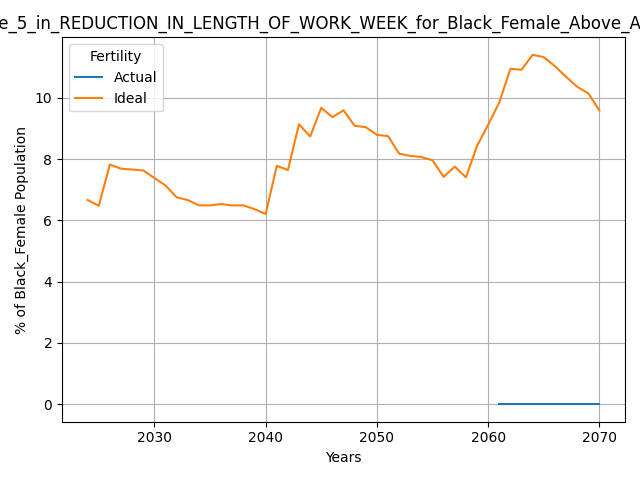 e_5_in_REDUCTION_IN_LENGTH_OF_WORK_WEEK_for_Black_Female_Above_A
Fertility
Actual
Ideal
% of Black_Female Population
10
8
6
4
2
0
2030 2040 2050 2060 2070
Years